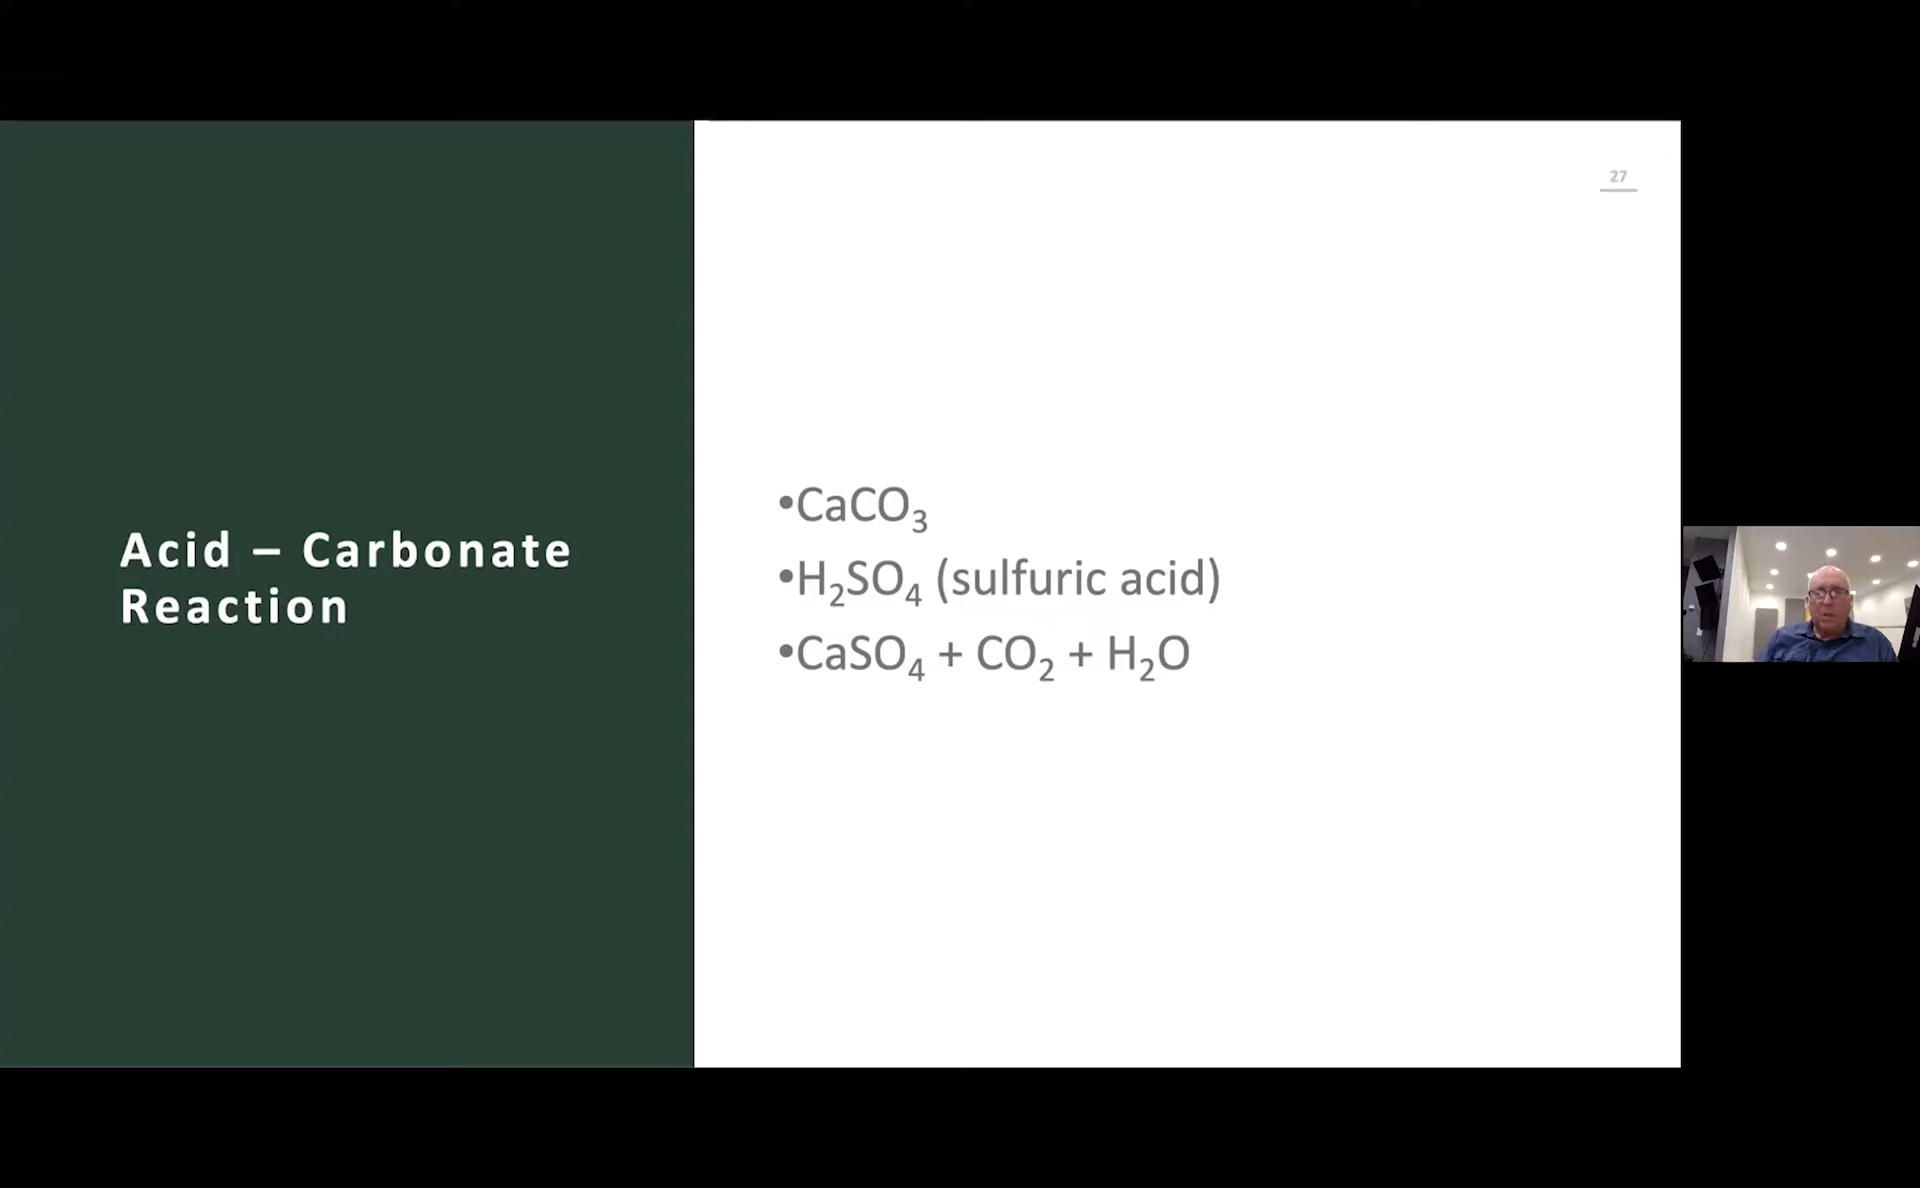 27
Acid – Carbonate
Reaction
•CaCO₃
•H₂SO₄ (sulfuric acid)
•CaSO₄ + CO₂ + H₂O